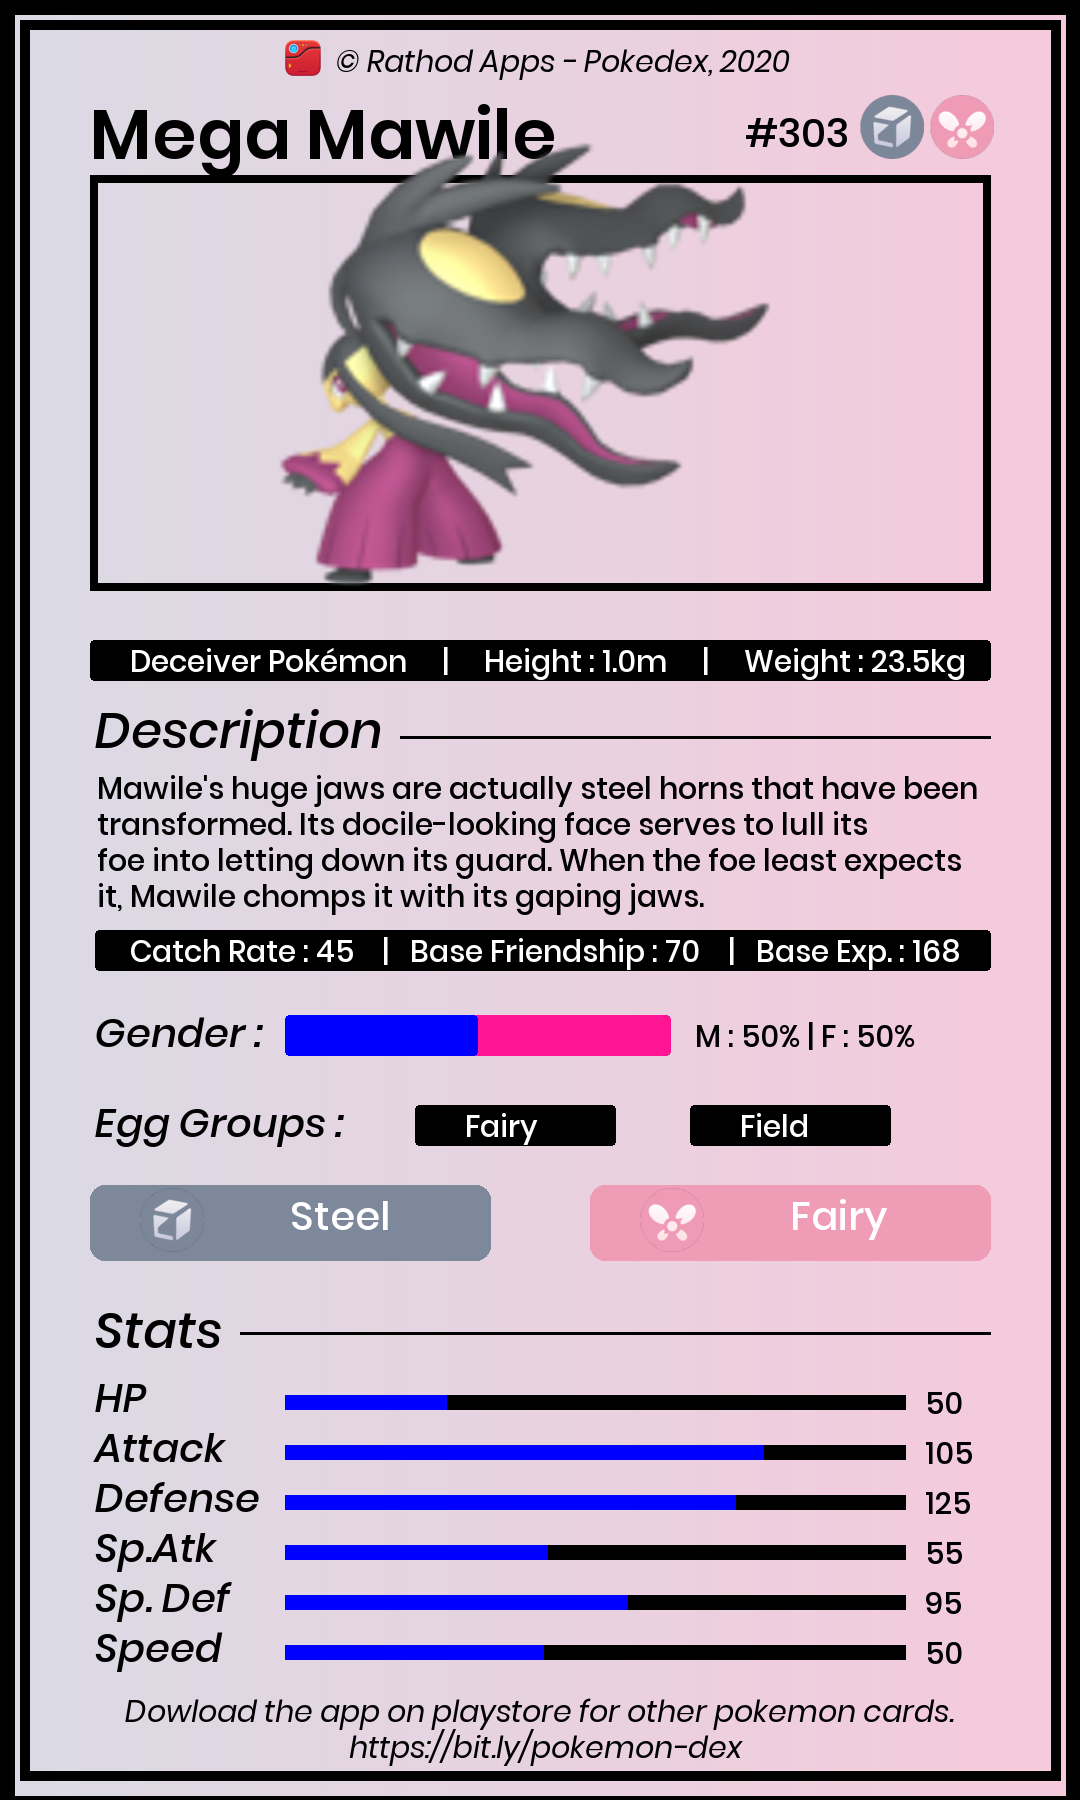 © Rathod Apps - Pokedex, 2020
Mega Mawile
#303
Deceiver Pokémon | Height : 1.0m | Weight : 23.5kg
Description
Mawile's huge jaws are actually steel horns that have been
transformed. Its docile-looking face serves to lull its
foe into letting down its guard. When the foe least expects
it, Mawile chomps it with its gaping jaws.
Catch Rate : 45 | Base Friendship : 70 | Base Exp. : 168
Gender : M : 50% | F : 50%
Egg Groups : Fairy Field
Steel Fairy
Stats
HP 50
Attack 105
Defense 125
Sp.Atk 55
Sp. Def 95
Speed 50
Dowload the app on playstore for other pokemon cards.
https://bit.ly/pokemon-dex